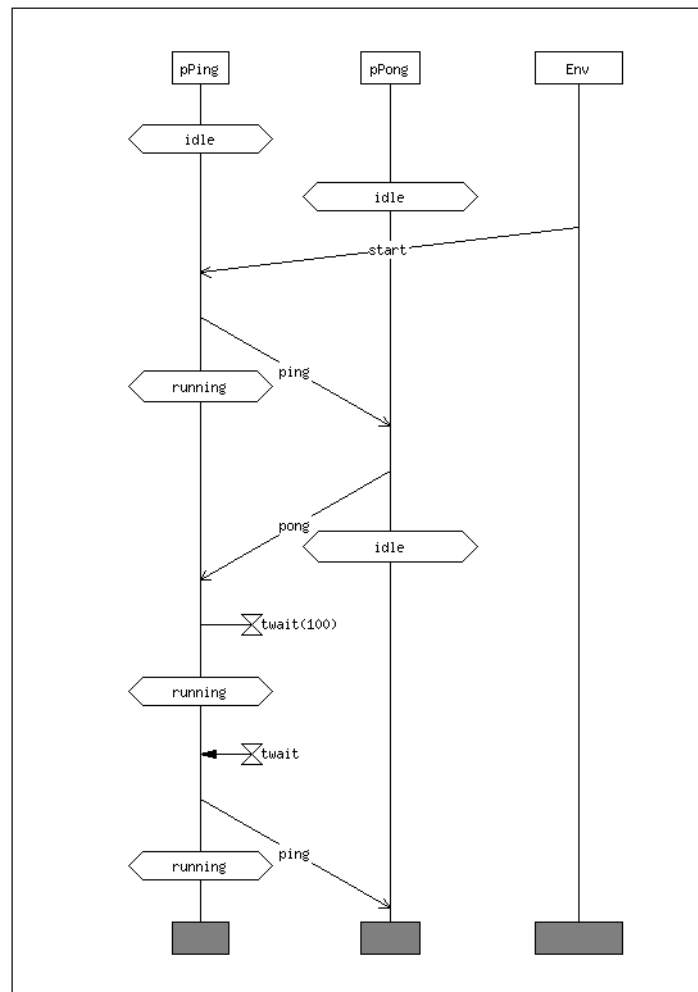 pPing
pPong
Env
idle
idle
start
ping
running
pong
idle
twait(100)
running
twait
ping
running